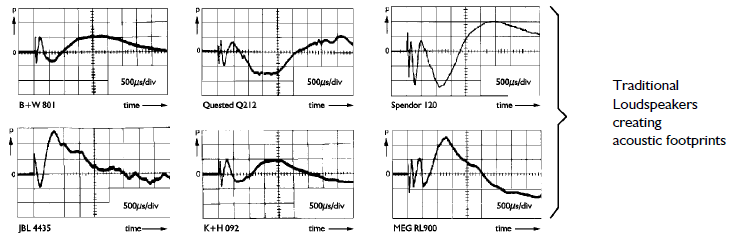 p
0
500µs/div
B+W 801 time
p
0
500µs/div
Quested Q212 time
p
0
500µs/div
Spendor 120 time
p
0
500µs/div
JBL 4435 time
p
0
500µs/div
K+H 092 time
p
0
500µs/div
MEG RL900 time
Traditional
Loudspeakers
creating
acoustic footprints